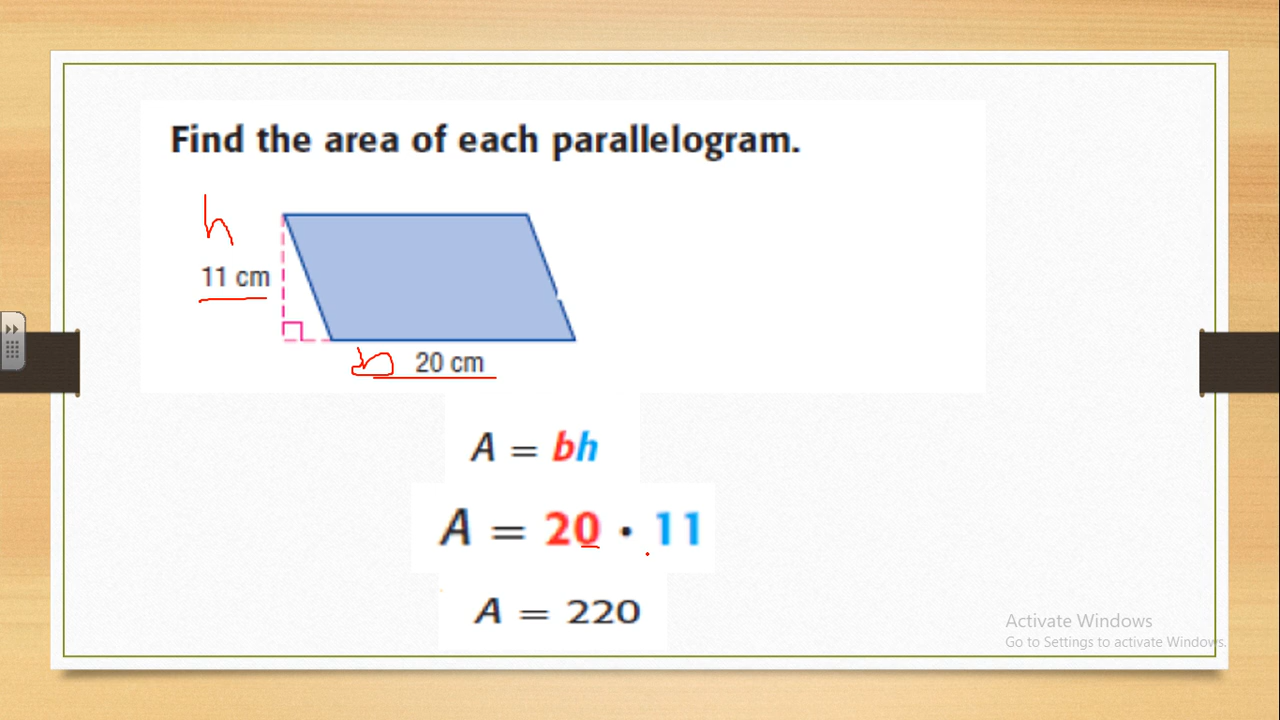 Find the area of each parallelogram.
h
11 cm
b 20 cm
A = bh
A = 20 · 11
A = 220
Activate Windows
Go to Settings to activate Windows.